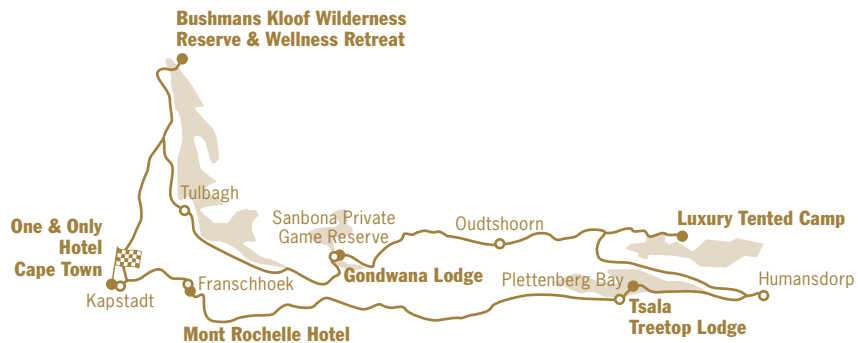 Bushmans Kloof Wilderness
Reserve & Wellness Retreat
Tulbagh
One & Only
Hotel
Cape Town
Kapstadt
Franschhoek
Mont Rochelle Hotel
Sanbona Private
Game Reserve
Gondwana Lodge
Oudtshoorn
Luxury Tented Camp
Plettenberg Bay
Humansdorp
Tsala
Treetop Lodge